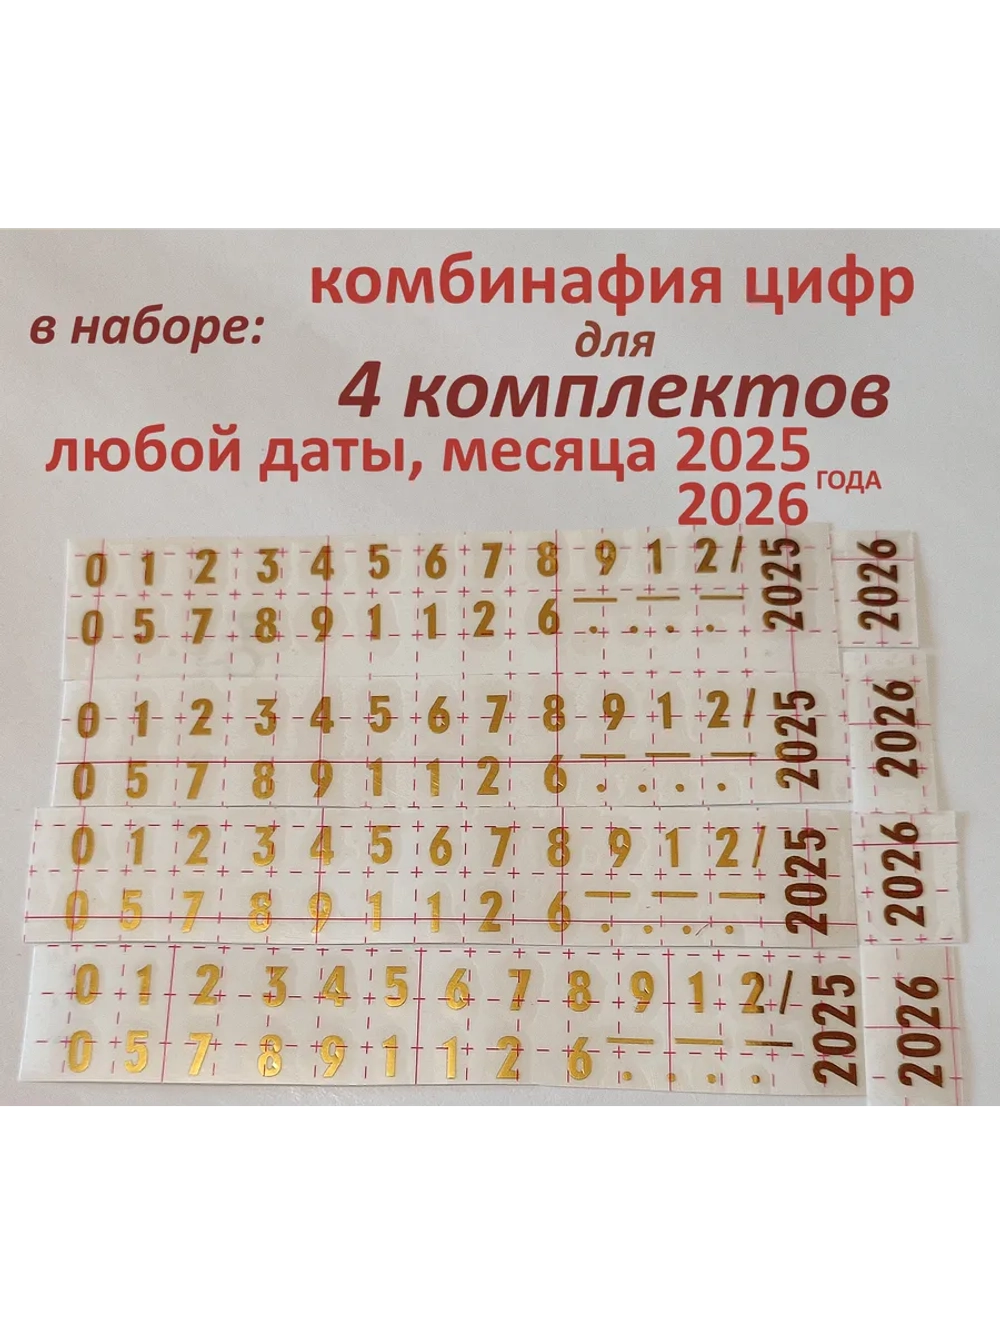 комбинафия цифр
в наборе:
для
4 комплектов
любой даты, месяца 2025
2026 ГОДА
0 1 2 3 4 5 6 7 8 9 1 2 / 2025 2026
0 5 7 8 9 1 1 2 6 . . . .
0 1 2 3 4 5 6 7 8 9 1 2 / 2025 2026
0 5 7 8 9 1 1 2 6 . . . .
0 1 2 3 4 5 6 7 8 9 1 2 / 2025 2026
0 5 7 8 9 1 1 2 6 . . . .
0 1 2 3 4 5 6 7 8 9 1 2 / 2025 2026
0 5 7 8 9 1 1 2 6 . . . .